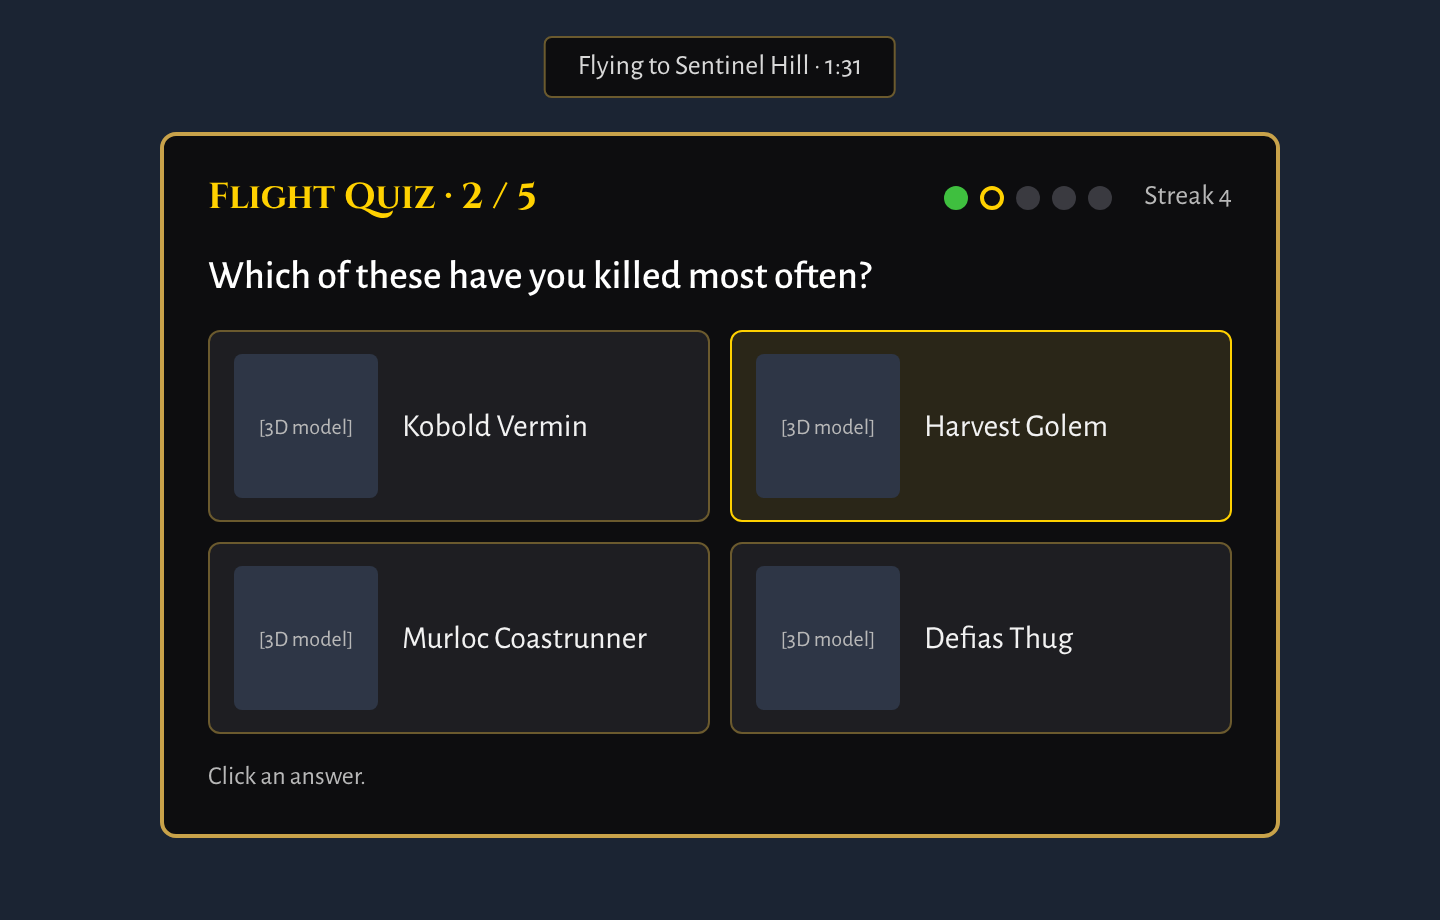 Flying to Sentinel Hill · 1:31
Flight Quiz · 2 / 5
Streak 4
Which of these have you killed most often?
[3D model]
Kobold Vermin
[3D model]
Harvest Golem
[3D model]
Murloc Coastrunner
[3D model]
Defias Thug
Click an answer.